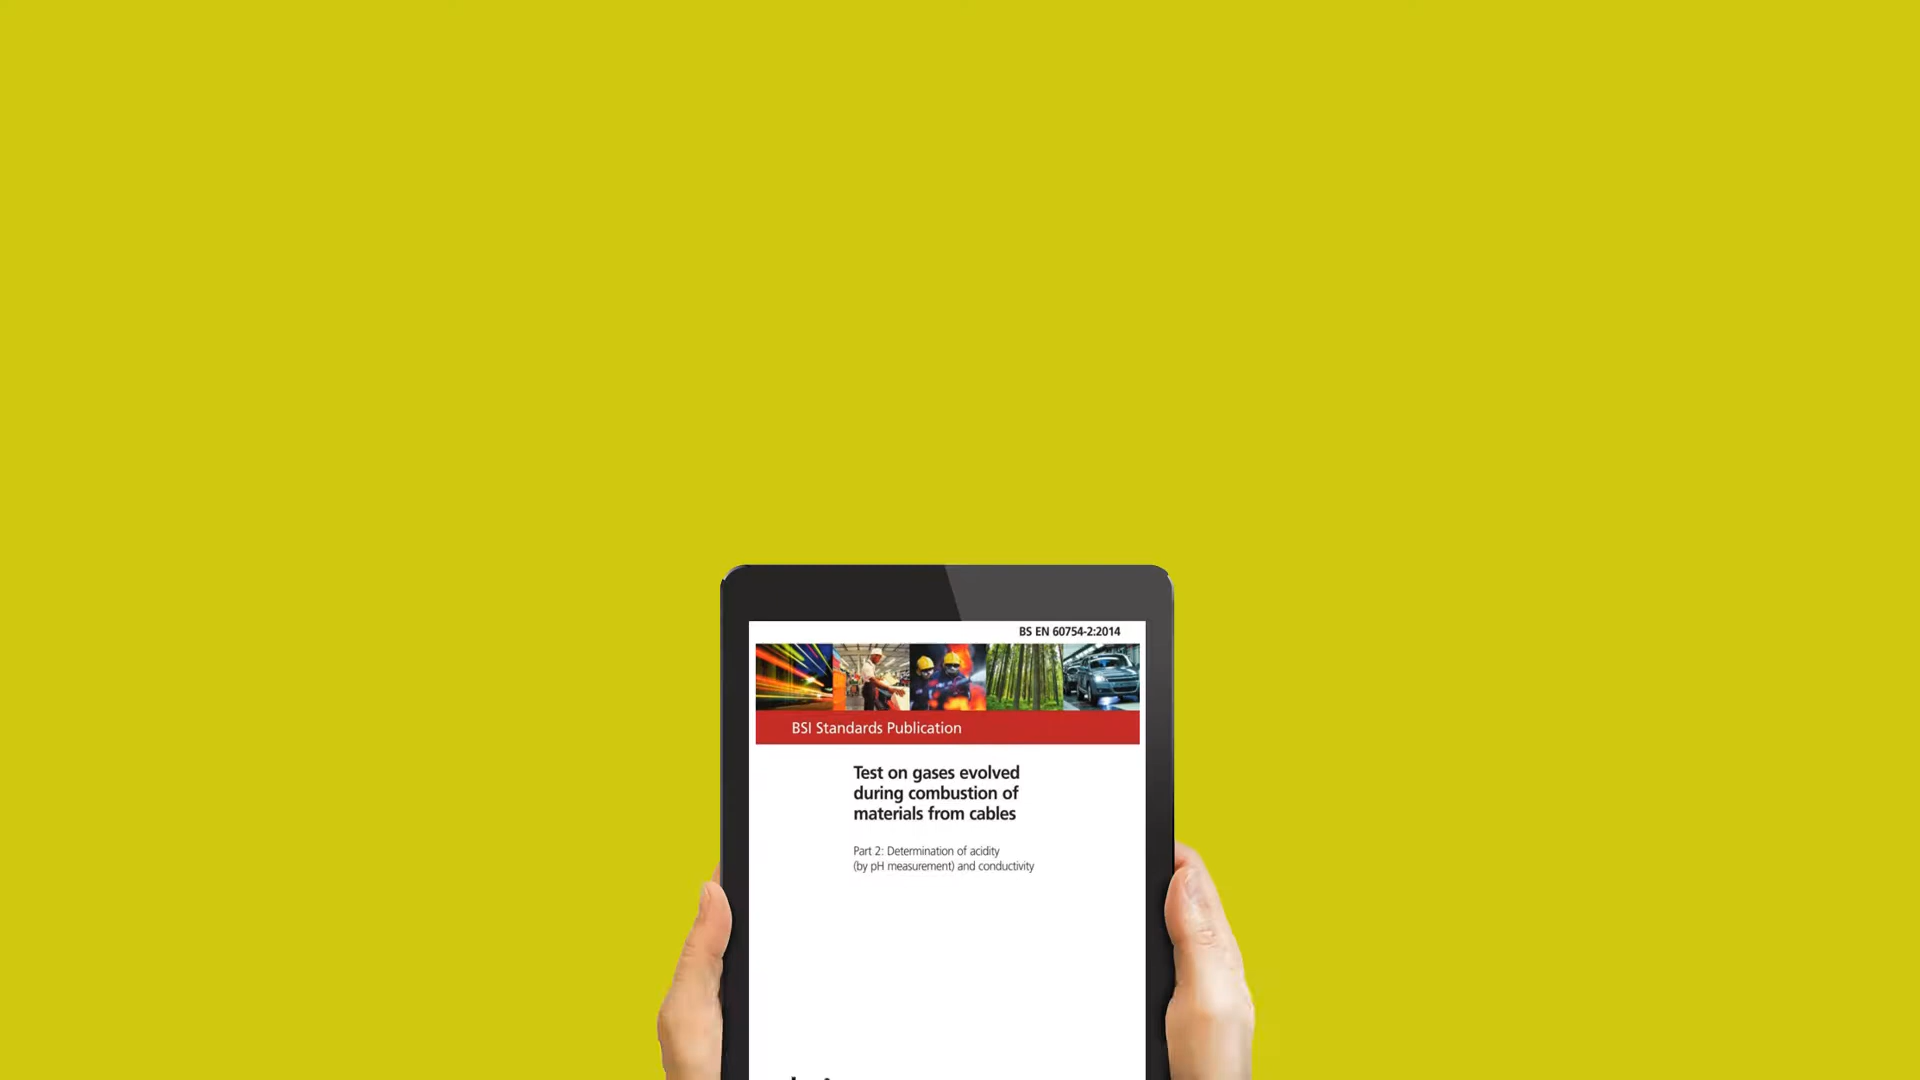 BS EN 60754-2:2014
BSI Standards Publication
Test on gases evolved
during combustion of
materials from cables
Part 2: Determination of acidity
(by pH measurement) and conductivity